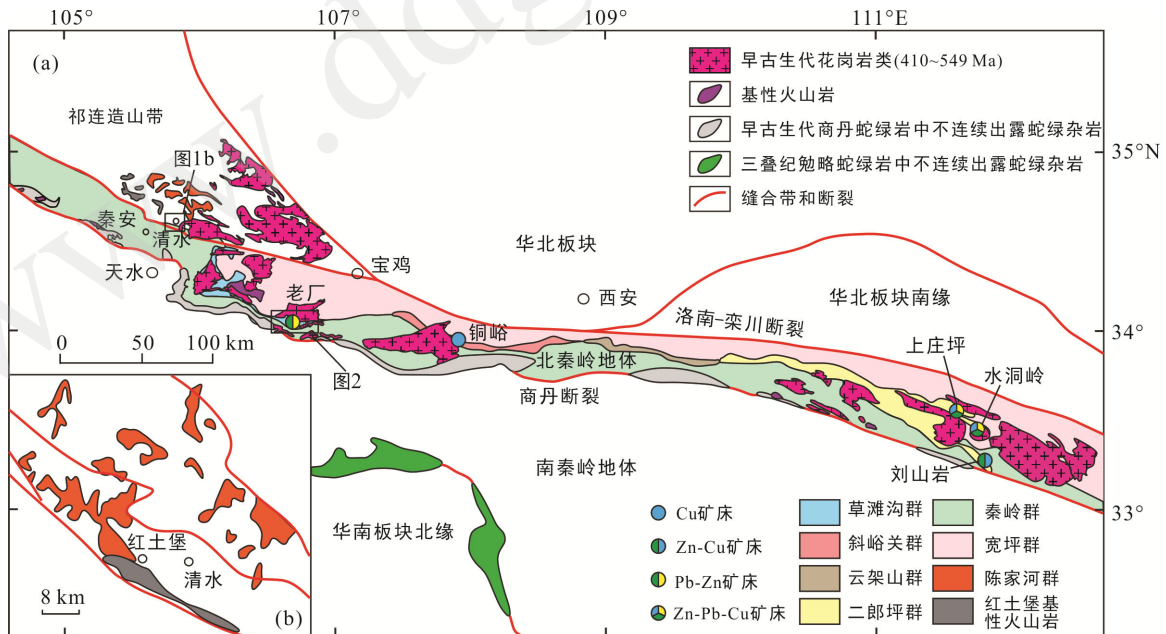 105°
107°
109°
111°E
(a)
早古生代花岗岩类(410~549 Ma)
基性火山岩
早古生代商丹蛇绿岩中不连续出露蛇绿杂岩
三叠纪勉略蛇绿岩中不连续出露蛇绿杂岩
缝合带和断裂
祁连造山带
图1b
35°N
秦安
清水
天水
宝鸡
华北板块
西安
华北板块南缘
老厂
洛南-栾川断裂
34°
0 50 100 km
铜峪
北秦岭地体
上庄坪
图2
商丹断裂
水洞岭
南秦岭地体
刘山岩
33°
华南板块北缘
红土堡
清水
8 km
(b)
Cu矿床
Zn-Cu矿床
Pb-Zn矿床
Zn-Pb-Cu矿床
草滩沟群
斜峪关群
云架山群
二郎坪群
秦岭群
宽坪群
陈家河群
红土堡基
性火山岩
www.dd